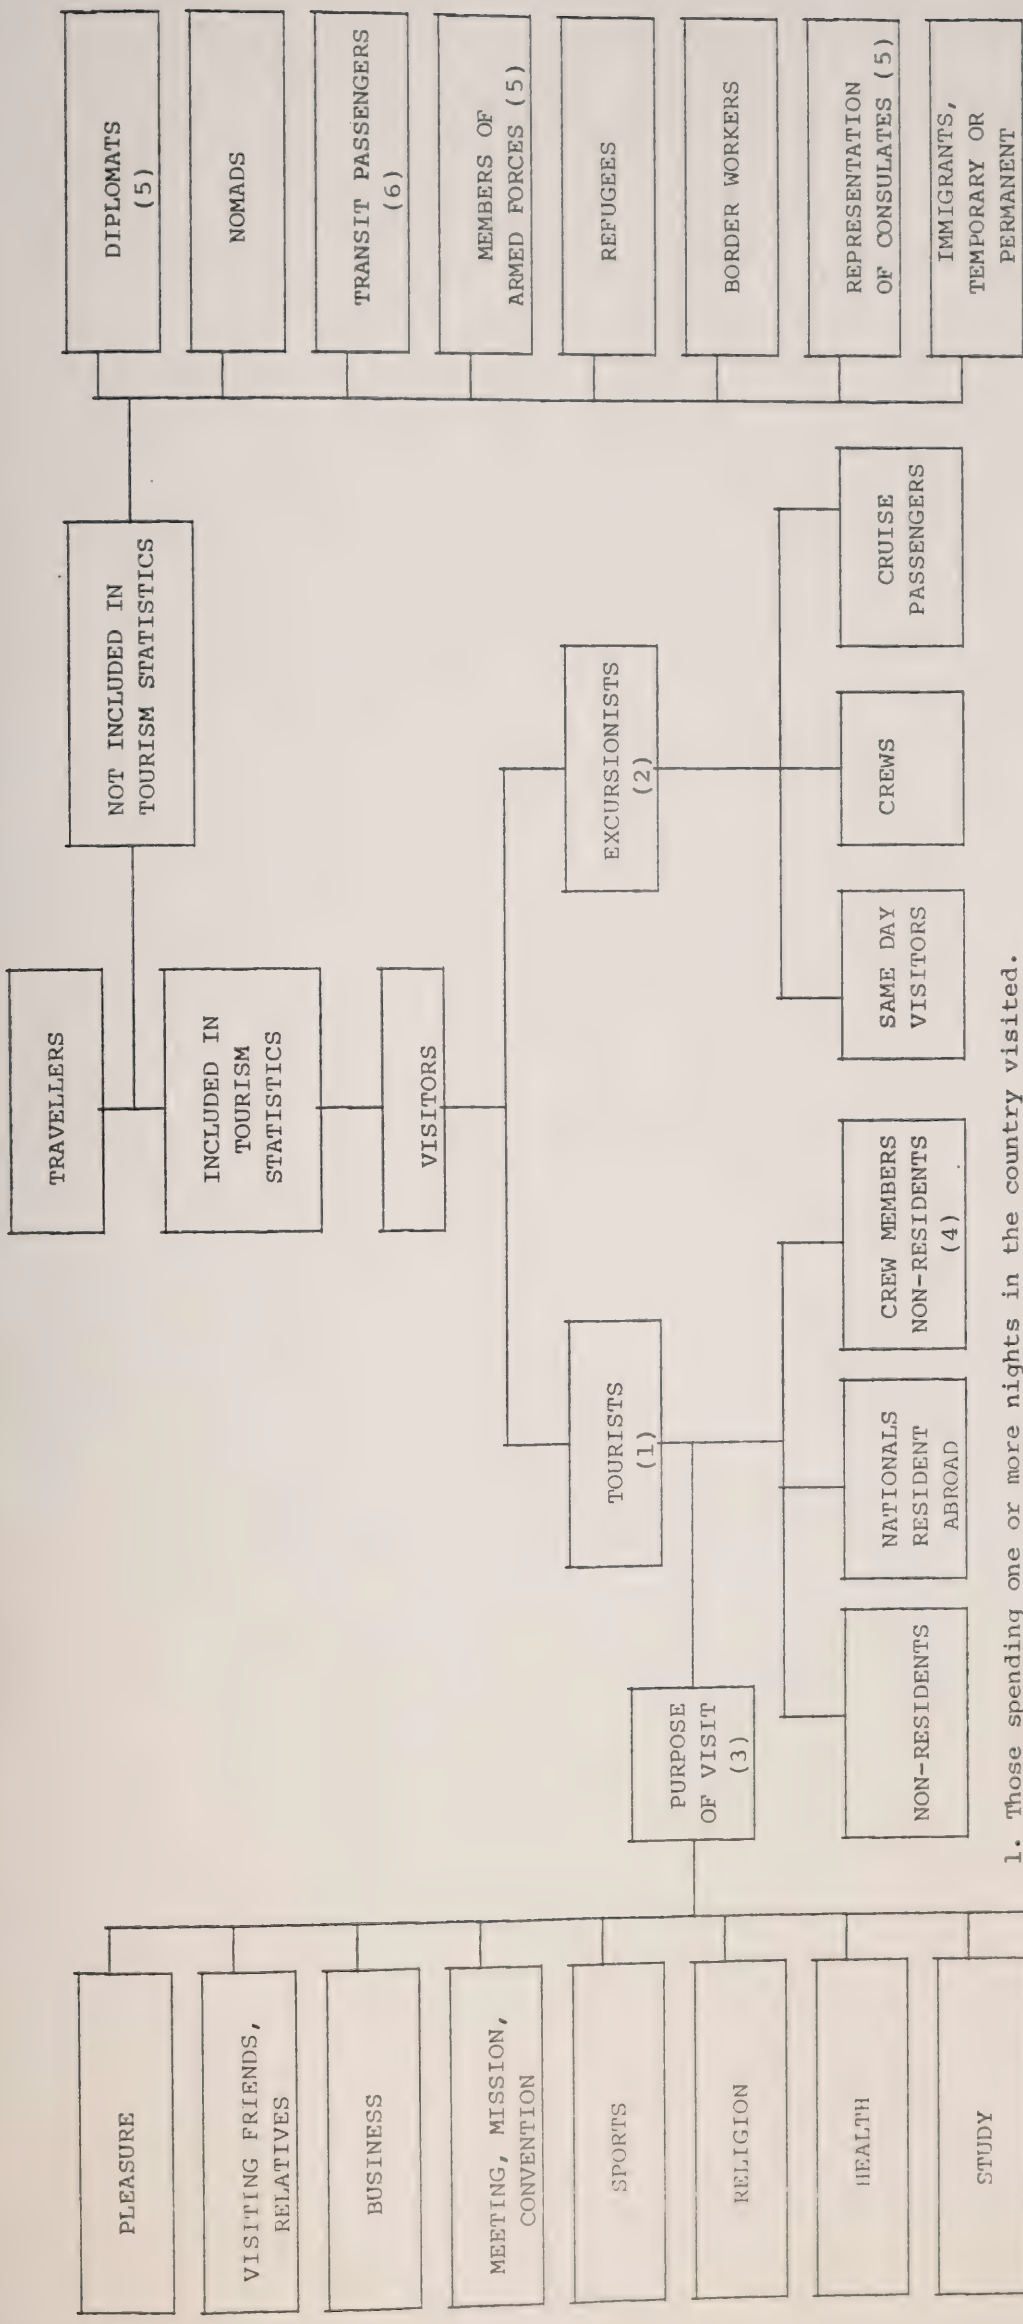 TRAVELLERS
NOT INCLUDED IN
TOURISM STATISTICS
INCLUDED IN
TOURISM
STATISTICS
VISITORS
DIPLOMATS
(5)
NOMADS
TRANSIT PASSENGERS
(6)
MEMBERS OF
ARMED FORCES (5)
REFUGEES
BORDER WORKERS
REPRESENTATION
OF CONSULATES (5)
IMMIGRANTS,
TEMPORARY OR
PERMANENT
TOURISTS
(1)
EXCURSIONISTS
(2)
PURPOSE
OF VISIT
(3)
PLEASURE
VISITING FRIENDS,
RELATIVES
BUSINESS
MEETING, MISSION,
CONVENTION
SPORTS
RELIGION
HEALTH
STUDY
NON-RESIDENTS
NATIONALS
RESIDENT
ABROAD
CREW MEMBERS
NON-RESIDENTS
(4)
SAME DAY
VISITORS
CREWS
CRUISE
PASSENGERS
1. Those spending one or more nights in the country visited.